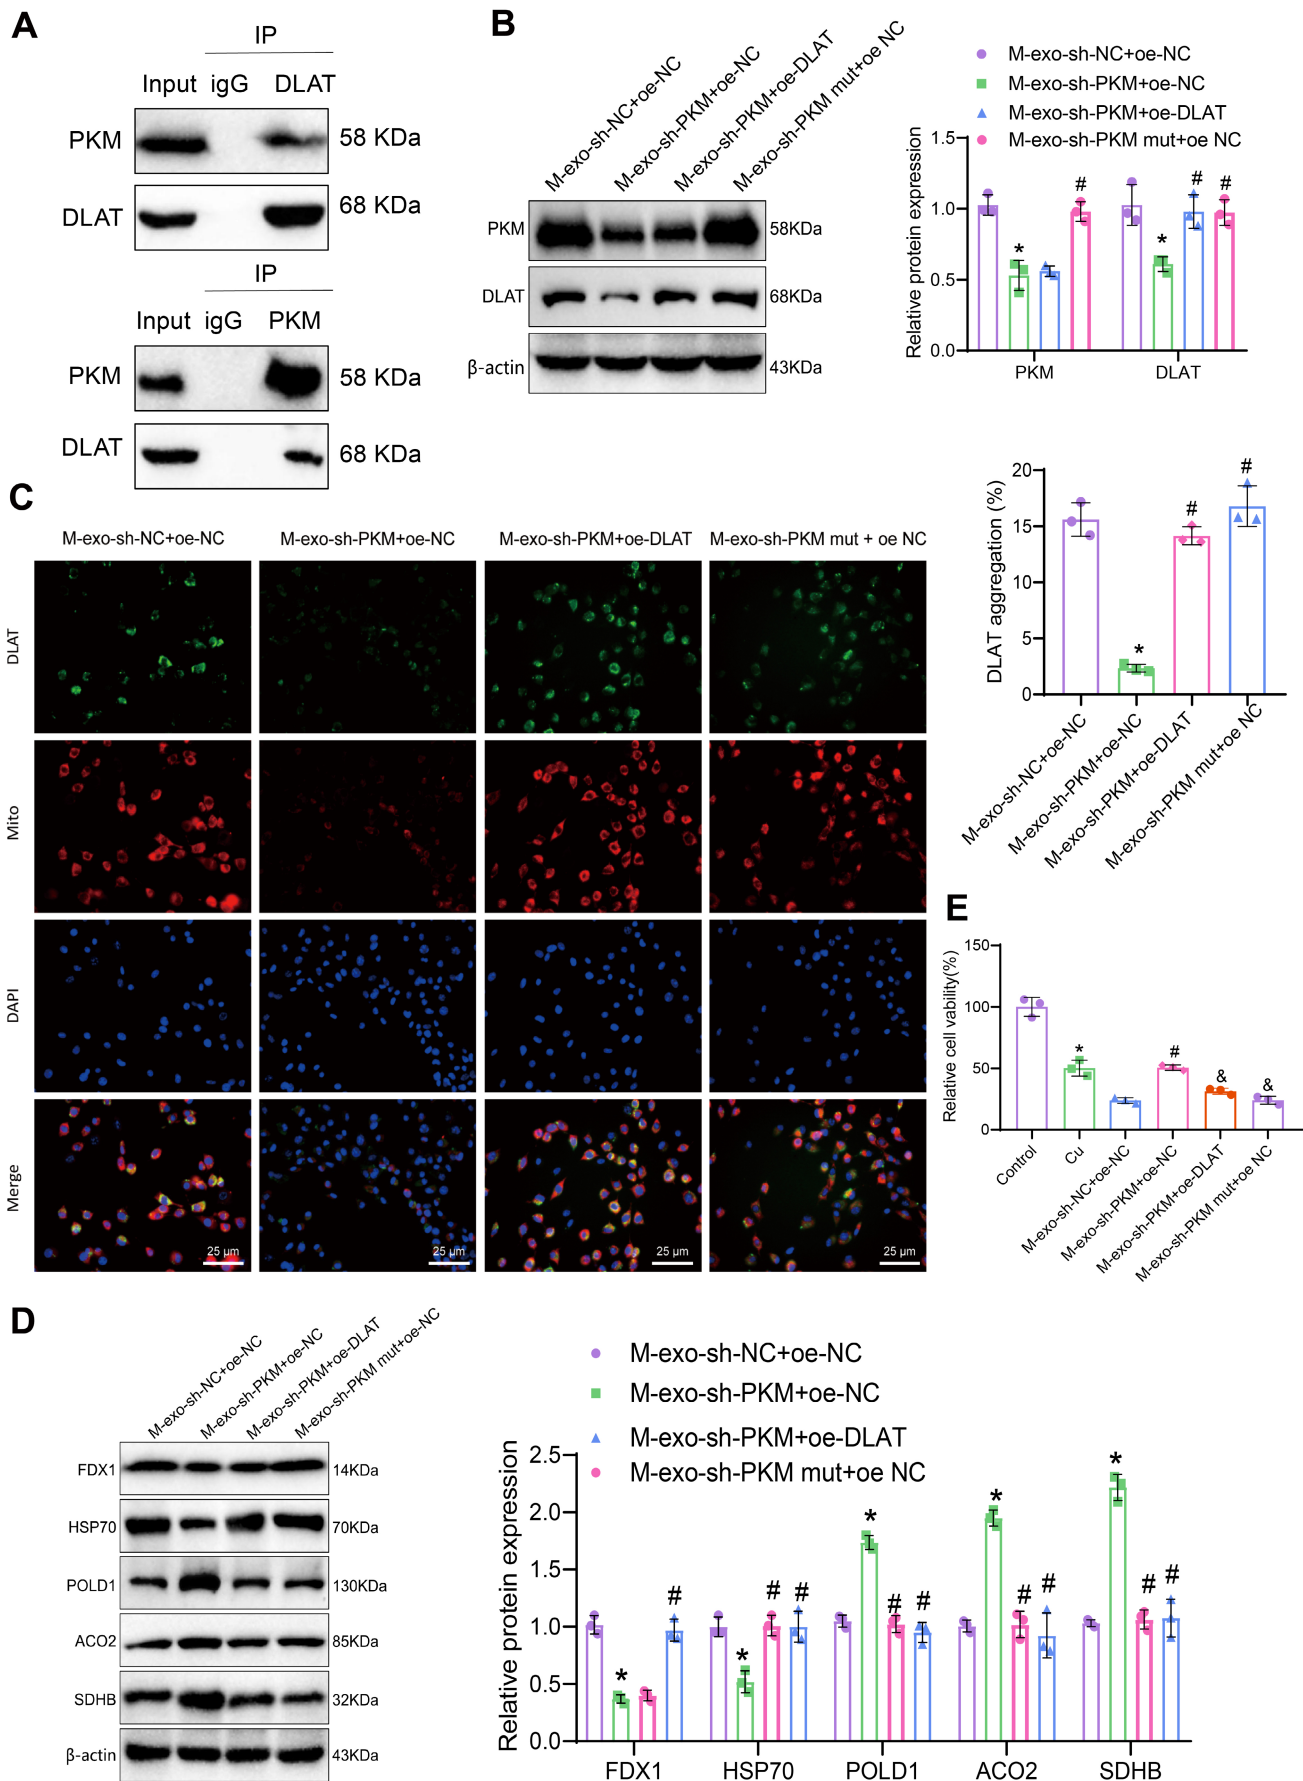 A
IP
Input igG DLAT
PKM 58 KDa
DLAT 68 KDa
IP
Input igG PKM
PKM 58 KDa
DLAT 68 KDa
B
M-exo-sh-NC+oe-NC
M-exo-sh-PKM+oe-NC
M-exo-sh-PKM+oe-DLAT
M-exo-sh-PKM mut+oe NC
PKM 58KDa
DLAT 68KDa
β-actin 43KDa
M-exo-sh-NC+oe-NC
M-exo-sh-PKM+oe-NC
M-exo-sh-PKM+oe-DLAT
M-exo-sh-PKM mut+oe NC
Relative protein expression
1.5
1.0
0.5
0.0
* # * # #
PKM DLAT
C
M-exo-sh-NC+oe-NC M-exo-sh-PKM+oe-NC M-exo-sh-PKM+oe-DLAT M-exo-sh-PKM mut + oe NC
DLAT
Mito
DAPI
Merge
25 μm 25 μm 25 μm 25 μm
DLAT aggregation (%)
20
15
10
5
0
* # #
M-exo-sh-NC+oe-NC
M-exo-sh-PKM+oe-NC
M-exo-sh-PKM+oe-DLAT
M-exo-sh-PKM mut+oe NC
E
Relative cell vability(%)
150
100
50
0
* # & &
Control
Cu
M-exo-sh-NC+oe-NC
M-exo-sh-PKM+oe-NC
M-exo-sh-PKM+oe-DLAT
M-exo-sh-PKM mut+oe NC
D
M-exo-sh-NC+oe-NC
M-exo-sh-PKM+oe-NC
M-exo-sh-PKM+oe-DLAT
M-exo-sh-PKM mut+oe-NC
FDX1 14KDa
HSP70 70KDa
POLD1 130KDa
ACO2 85KDa
SDHB 32KDa
β-actin 43KDa
M-exo-sh-NC+oe-NC
M-exo-sh-PKM+oe-NC
M-exo-sh-PKM+oe-DLAT
M-exo-sh-PKM mut+oe NC
Relative protein expression
2.5
2.0
1.5
1.0
0.5
0.0
* # * # # * # # * # # * # #
FDX1 HSP70 POLD1 ACO2 SDHB